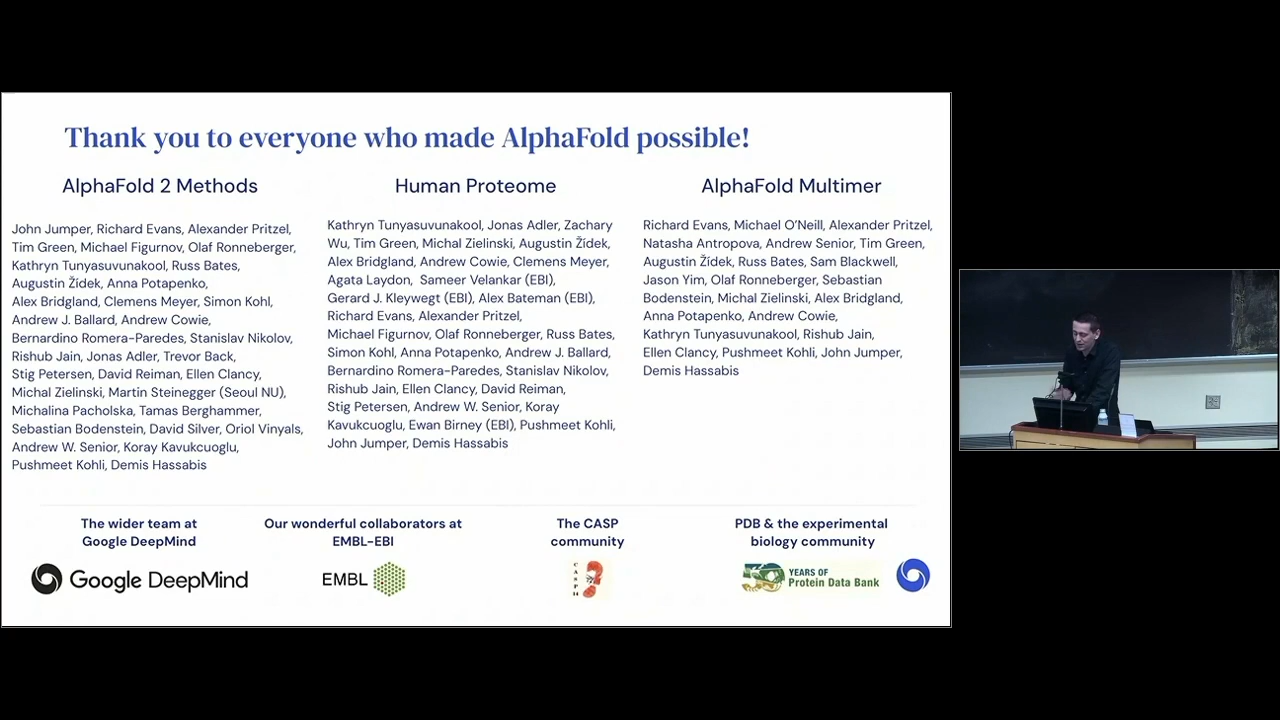 Thank you to everyone who made AlphaFold possible!
AlphaFold 2 Methods
John Jumper, Richard Evans, Alexander Pritzel,
Tim Green, Michael Figurnov, Olaf Ronneberger,
Kathryn Tunyasuvunakool, Russ Bates,
Augustin Žídek, Anna Potapenko,
Alex Bridgland, Clemens Meyer, Simon Kohl,
Andrew J. Ballard, Andrew Cowie,
Bernardino Romera-Paredes, Stanislav Nikolov,
Rishub Jain, Jonas Adler, Trevor Back,
Stig Petersen, David Reiman, Ellen Clancy,
Michal Zielinski, Martin Steinegger (Seoul NU),
Michalina Pacholska, Tamas Berghammer,
Sebastian Bodenstein, David Silver, Oriol Vinyals,
Andrew W. Senior, Koray Kavukcuoglu,
Pushmeet Kohli, Demis Hassabis
Human Proteome
Kathryn Tunyasuvunakool, Jonas Adler, Zachary
Wu, Tim Green, Michal Zielinski, Augustin Žídek,
Alex Bridgland, Andrew Cowie, Clemens Meyer,
Agata Laydon, Sameer Velankar (EBI),
Gerard J. Kleywegt (EBI), Alex Bateman (EBI),
Richard Evans, Alexander Pritzel,
Michael Figurnov, Olaf Ronneberger, Russ Bates,
Simon Kohl, Anna Potapenko, Andrew J. Ballard,
Bernardino Romera-Paredes, Stanislav Nikolov,
Rishub Jain, Ellen Clancy, David Reiman,
Stig Petersen, Andrew W. Senior, Koray
Kavukcuoglu, Ewan Birney (EBI), Pushmeet Kohli,
John Jumper, Demis Hassabis
AlphaFold Multimer
Richard Evans, Michael O'Neill, Alexander Pritzel,
Natasha Antropova, Andrew Senior, Tim Green,
Augustin Žídek, Russ Bates, Sam Blackwell,
Jason Yim, Olaf Ronneberger, Sebastian
Bodenstein, Michal Zielinski, Alex Bridgland,
Anna Potapenko, Andrew Cowie,
Kathryn Tunyasuvunakool, Rishub Jain,
Ellen Clancy, Pushmeet Kohli, John Jumper,
Demis Hassabis
The wider team at
Google DeepMind
Google DeepMind
Our wonderful collaborators at
EMBL-EBI
EMBL
The CASP
community
PDB & the experimental
biology community
50 YEARS OF
Protein Data Bank